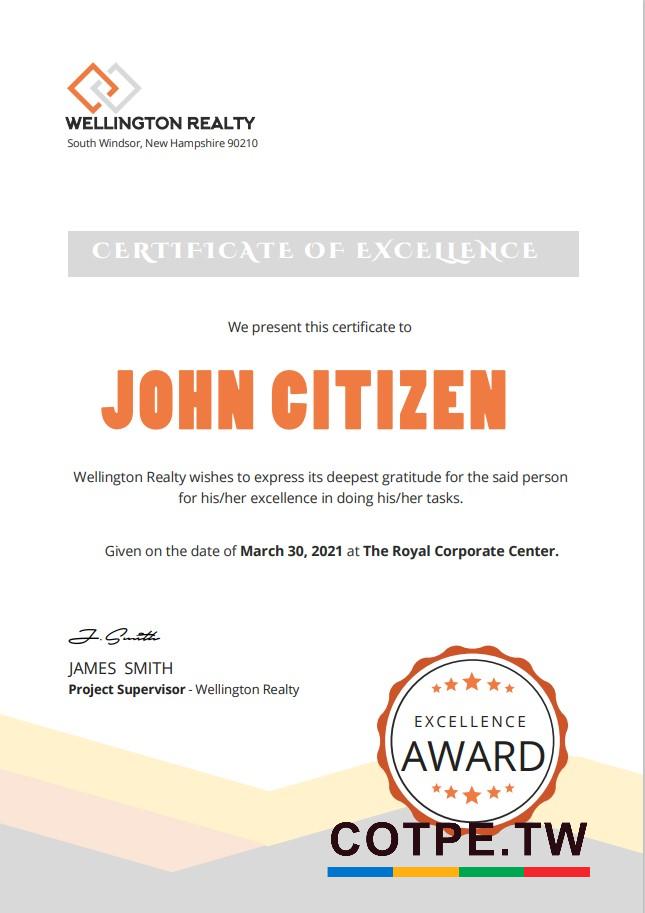 WELLINGTON REALTY
South Windsor, New Hampshire 90210
CERTIFICATE OF EXCELLENCE
We present this certificate to
JOHN CITIZEN
Wellington Realty wishes to express its deepest gratitude for the said person
for his/her excellence in doing his/her tasks.
Given on the date of March 30, 2021 at The Royal Corporate Center.
J. Smith
JAMES SMITH
Project Supervisor - Wellington Realty
EXCELLENCE
AWARD
COTPE.TW